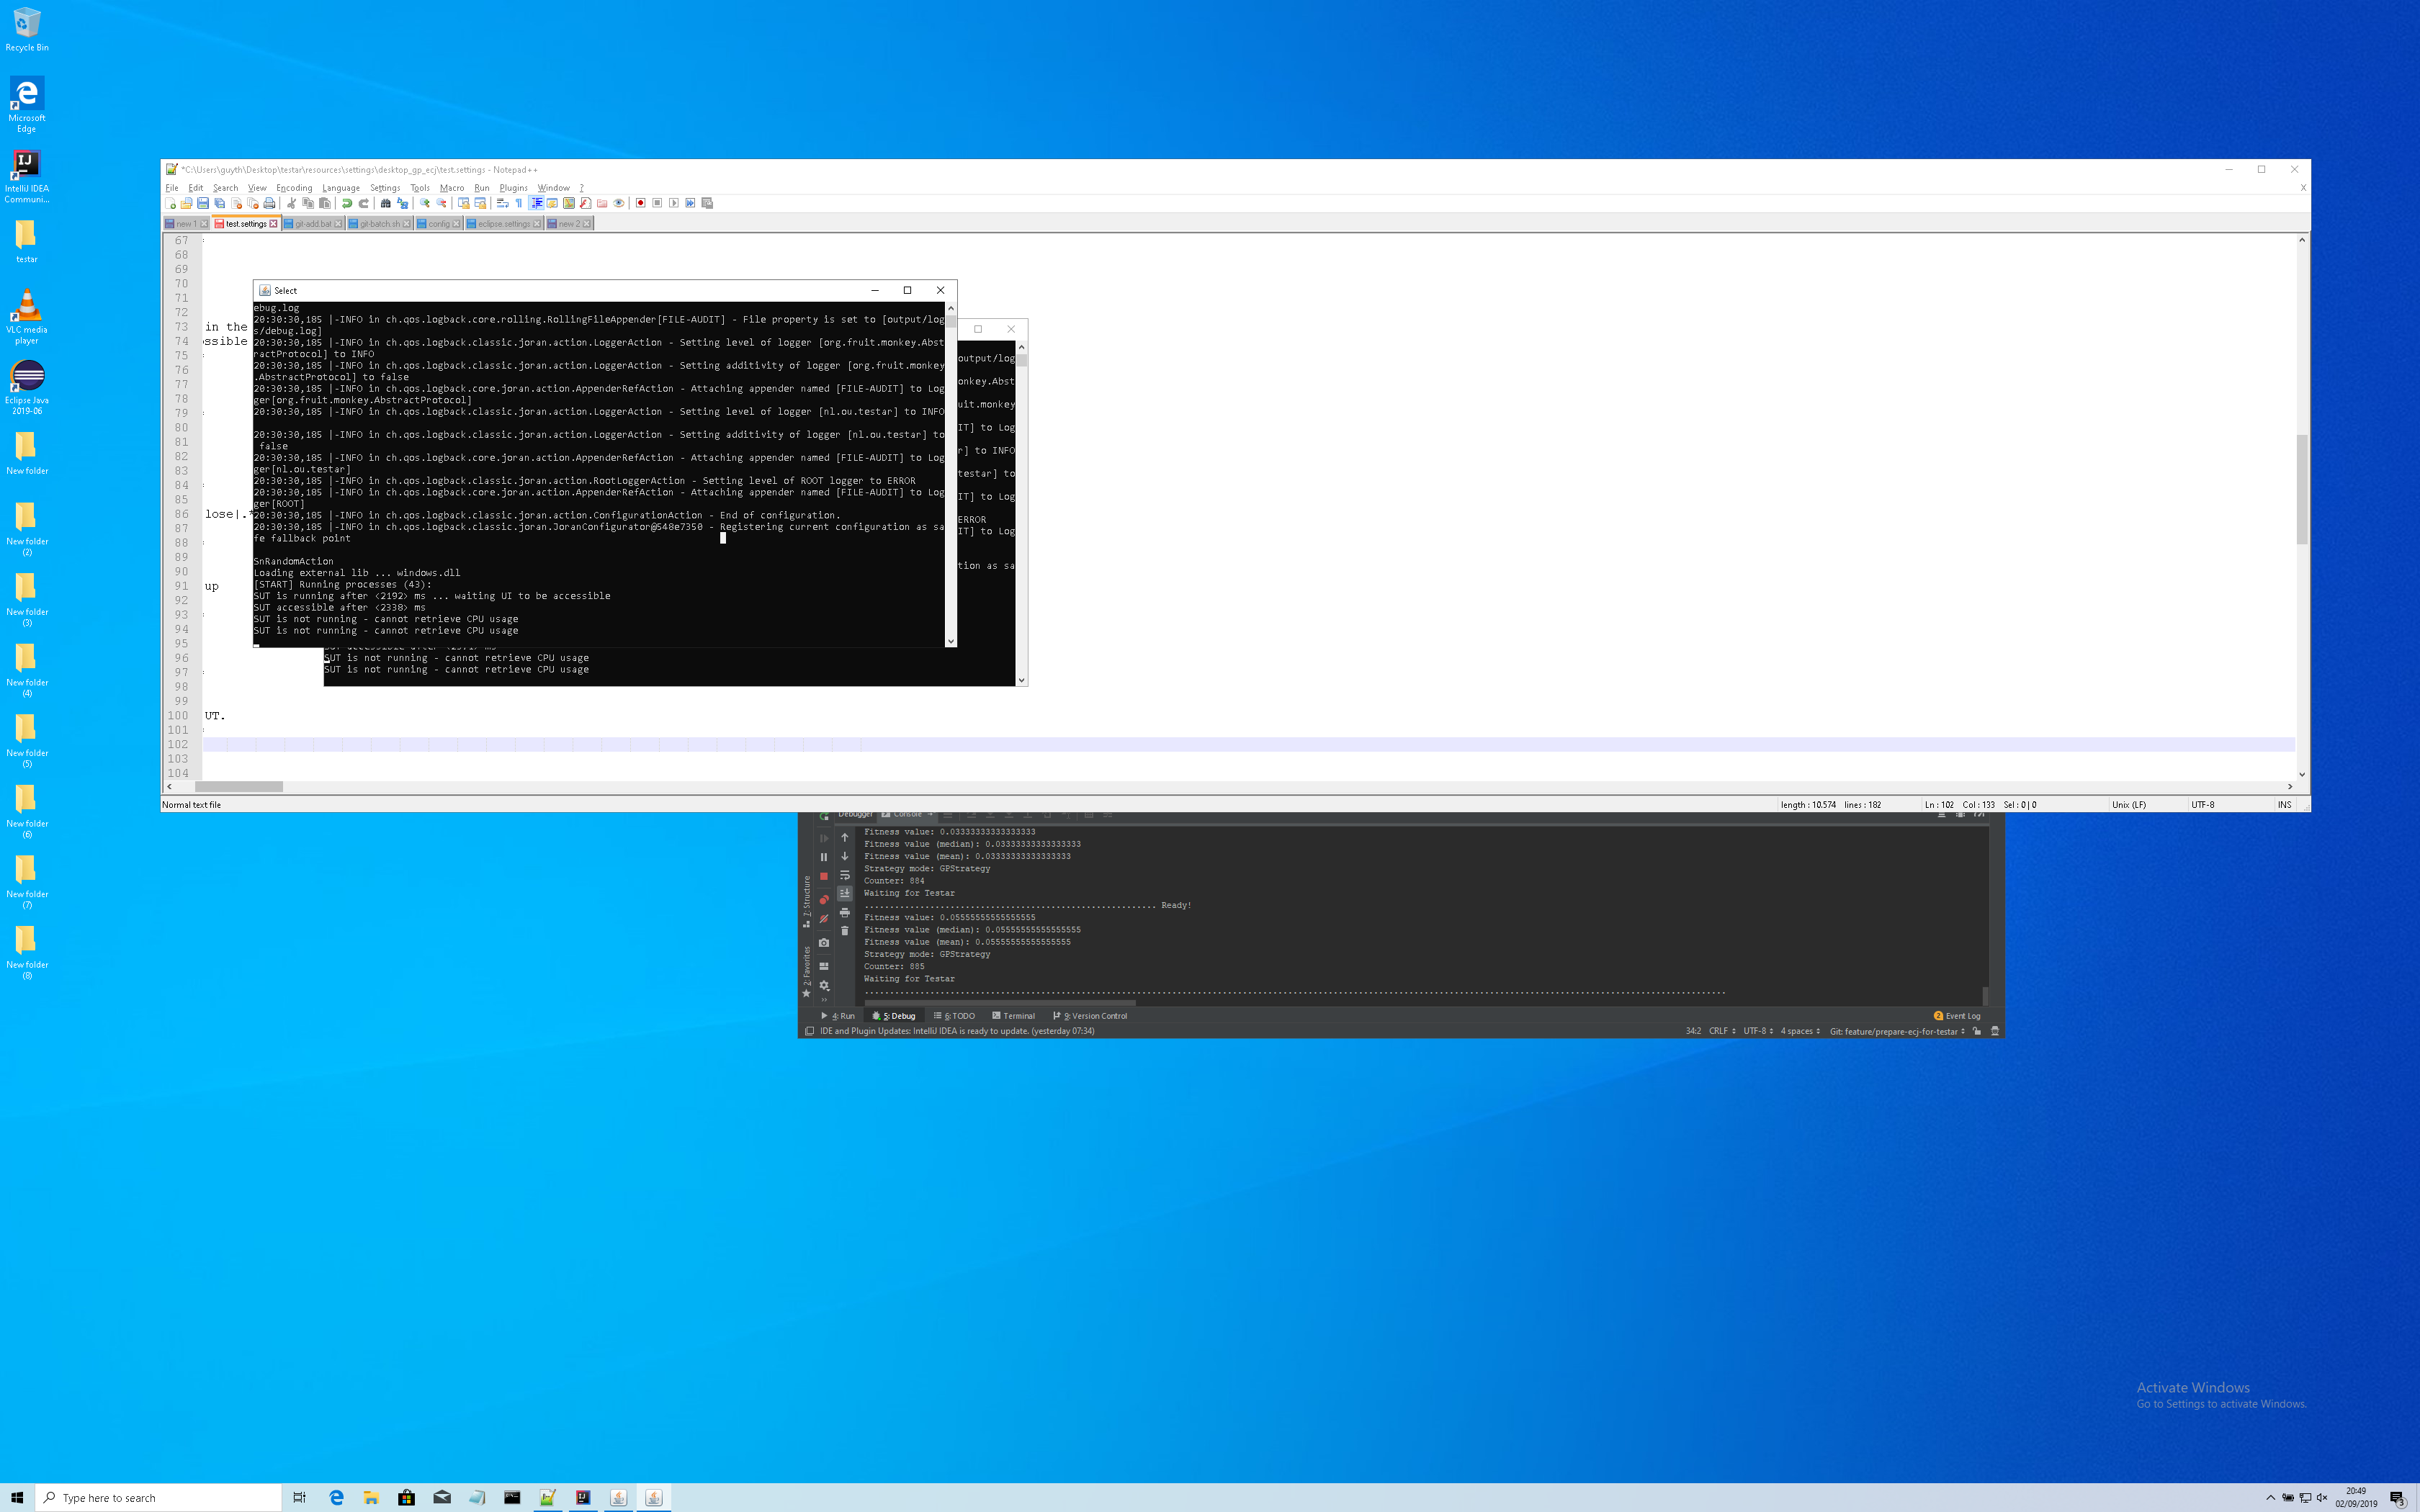 Recycle Bin
Microsoft
Edge
IntelliJ IDEA
Communi...
testar
VLC media
player
Eclipse Java
2019-06
New folder
New folder
(2)
New folder
(3)
New folder
(4)
New folder
(5)
New folder
(6)
New folder
(7)
New folder
(8)
*C:\Users\guyth\Desktop\testar\resources\settings\desktop_gp_ecj\test.settings - Notepad++
File Edit Search View Encoding Language Settings Tools Macro Run Plugins Window ?
X
new 1 test.settings git-add.bat git-batch.sh config eclipse.settings new 2
67
68
69
70
71
72
73 in the
74 ossible
75
76
77
78
79
80
81
82
83
84
85
86 lose|.*
87
88
89
90
91 up
92
93
94
95
96
97
98
99
100 UT.
101
102
103
104
Select
ebug.log
20:30:30,185 |-INFO in ch.qos.logback.core.rolling.RollingFileAppender[FILE-AUDIT] - File property is set to [output/log
s/debug.log]
20:30:30,185 |-INFO in ch.qos.logback.classic.joran.action.LoggerAction - Setting level of logger [org.fruit.monkey.Abst
ractProtocol] to INFO
20:30:30,185 |-INFO in ch.qos.logback.classic.joran.action.LoggerAction - Setting additivity of logger [org.fruit.monkey
.AbstractProtocol] to false
20:30:30,185 |-INFO in ch.qos.logback.core.joran.action.AppenderRefAction - Attaching appender named [FILE-AUDIT] to Log
ger[org.fruit.monkey.AbstractProtocol]
20:30:30,185 |-INFO in ch.qos.logback.classic.joran.action.LoggerAction - Setting level of logger [nl.ou.testar] to INFO
20:30:30,185 |-INFO in ch.qos.logback.classic.joran.action.LoggerAction - Setting additivity of logger [nl.ou.testar] to
false
20:30:30,185 |-INFO in ch.qos.logback.core.joran.action.AppenderRefAction - Attaching appender named [FILE-AUDIT] to Log
ger[nl.ou.testar]
20:30:30,185 |-INFO in ch.qos.logback.classic.joran.action.RootLoggerAction - Setting level of ROOT logger to ERROR
20:30:30,185 |-INFO in ch.qos.logback.core.joran.action.AppenderRefAction - Attaching appender named [FILE-AUDIT] to Log
ger[ROOT]
20:30:30,185 |-INFO in ch.qos.logback.classic.joran.action.ConfigurationAction - End of configuration.
20:30:30,185 |-INFO in ch.qos.logback.classic.joran.JoranConfigurator@548e7350 - Registering current configuration as sa
fe fallback point
SnRandomAction
Loading external lib ... windows.dll
[START] Running processes (43):
SUT is running after <2192> ms ... waiting UI to be accessible
SUT accessible after <2338> ms
SUT is not running - cannot retrieve CPU usage
SUT is not running - cannot retrieve CPU usage
output/log
onkey.Abst
uit.monkey
IT] to Log
r] to INFO
testar] to
IT] to Log
ERROR
IT] to Log
tion as sa
SUT is not running - cannot retrieve CPU usage
SUT is not running - cannot retrieve CPU usage
Normal text file length : 10.574 lines : 182 Ln : 102 Col : 133 Sel : 0 | 0 Unix (LF) UTF-8 INS
Debugger Console
Fitness value: 0.03333333333333333
Fitness value (median): 0.03333333333333333
Fitness value (mean): 0.03333333333333333
Strategy mode: GPStrategy
Counter: 884
Waiting for Testar
.......................................................... Ready!
Fitness value: 0.05555555555555555
Fitness value (median): 0.05555555555555555
Fitness value (mean): 0.05555555555555555
Strategy mode: GPStrategy
Counter: 885
Waiting for Testar
7: Structure
2: Favorites
4: Run 5: Debug 6: TODO Terminal 9: Version Control 2 Event Log
IDE and Plugin Updates: IntelliJ IDEA is ready to update. (yesterday 07:34) 34:2 CRLF UTF-8 4 spaces Git: feature/prepare-ecj-for-testar
Activate Windows
Go to Settings to activate Windows.
Type here to search
20:49
02/09/2019
3